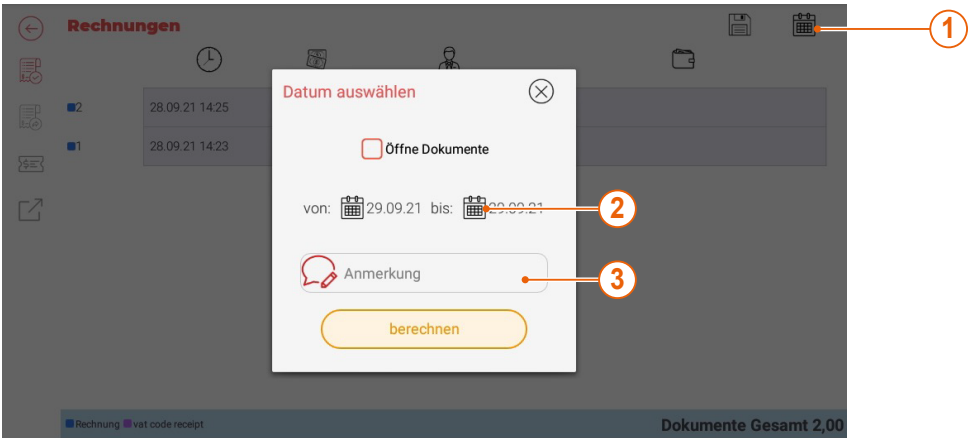 Rechnungen
1
2 28.09.21 14:25
1 28.09.21 14:23
Datum auswählen
Öffne Dokumente
von: 29.09.21 bis: 29.09.21
2
Anmerkung
3
berechnen
Rechnung vat code receipt
Dokumente Gesamt 2,00